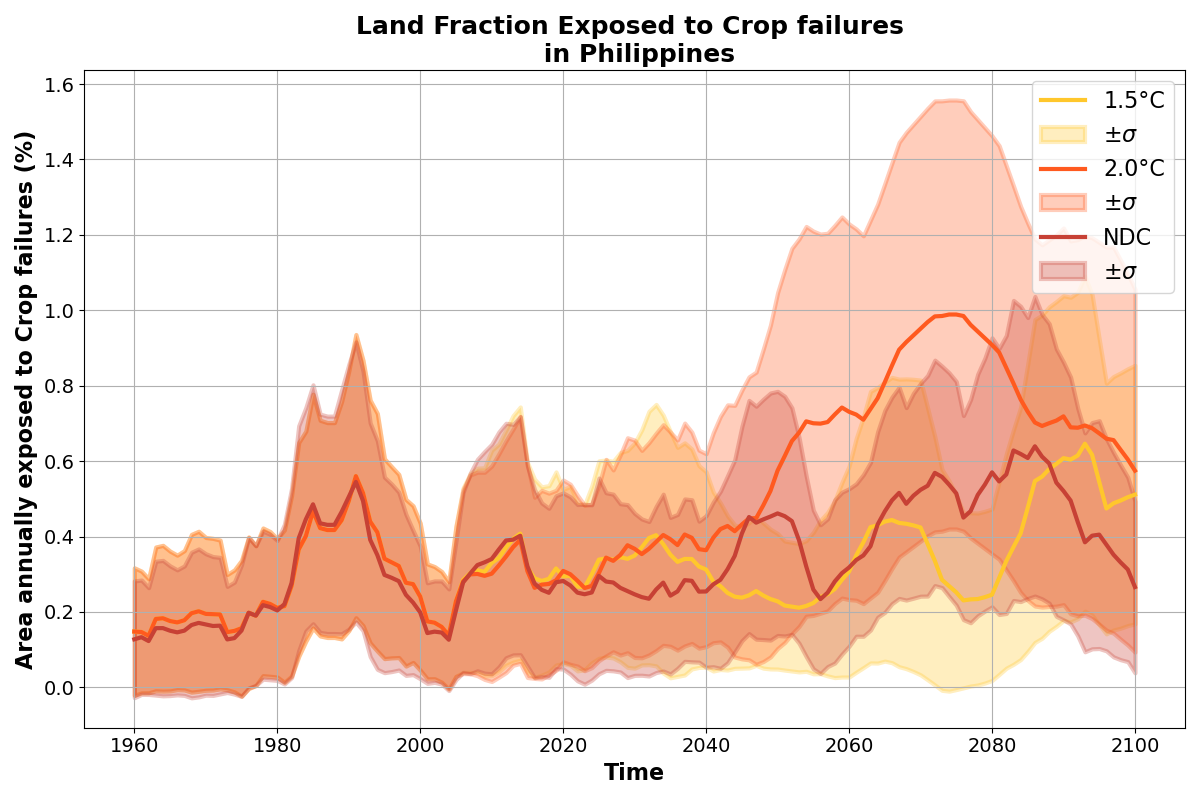 Land Fraction Exposed to Crop failures
in Philippines
Area annually exposed to Crop failures (%)
1.6
1.4
1.2
1.0
0.8
0.6
0.4
0.2
0.0
1.5°C
±σ
2.0°C
±σ
NDC
±σ
1960 1980 2000 2020 2040 2060 2080 2100
Time